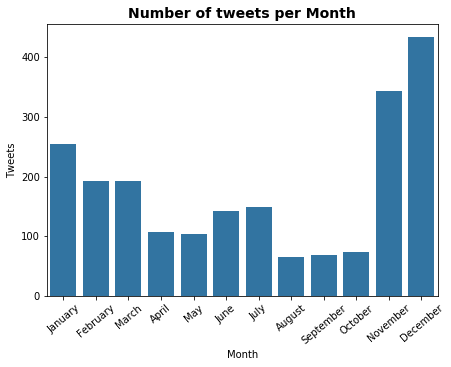 Number of tweets per Month
Tweets
400
300
200
100
0
January
February
March
April
May
June
July
August
September
October
November
December
Month